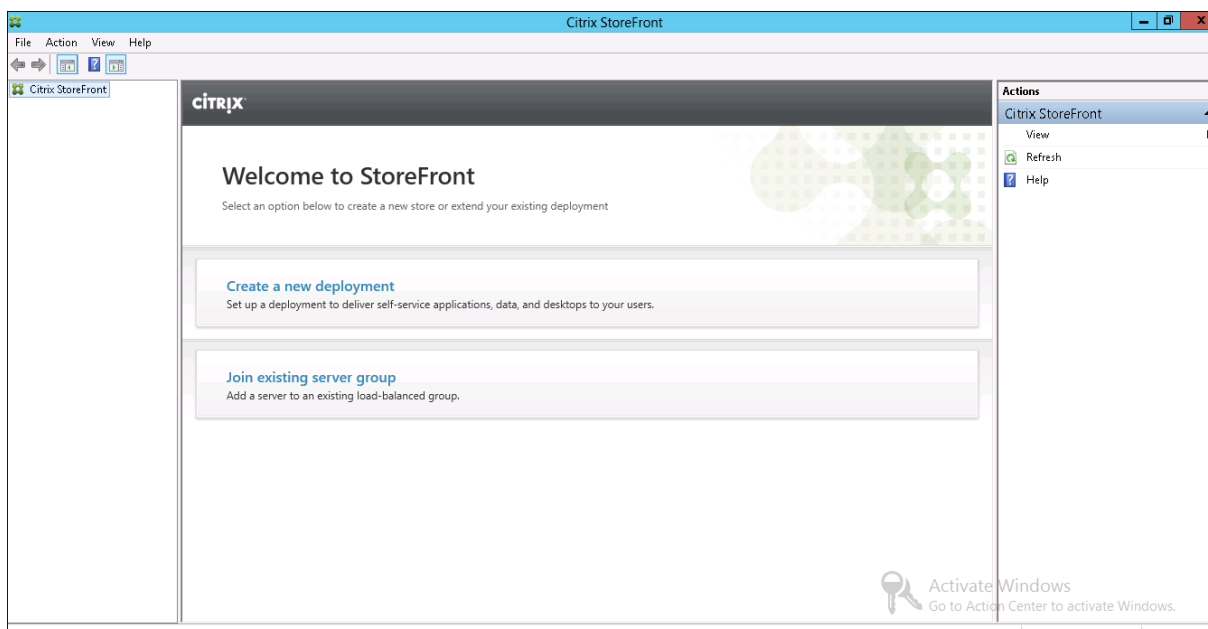 Citrix StoreFront
File Action View Help
Citrix StoreFront
CİTRIX
Welcome to StoreFront
Select an option below to create a new store or extend your existing deployment
Create a new deployment
Set up a deployment to deliver self-service applications, data, and desktops to your users.
Join existing server group
Add a server to an existing load-balanced group.
Actions
Citrix StoreFront
View
Refresh
Help
Activate Windows
Go to Action Center to activate Windows.